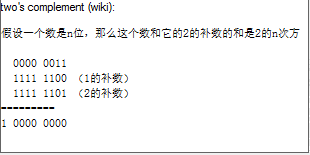 two's complement (wiki):
假设一个数是n位，那么这个数和它的2的补数的和是2的n次方
0000 0011
1111 1100 （1的补数）
1111 1101 （2的补数）
---------
1 0000 0000